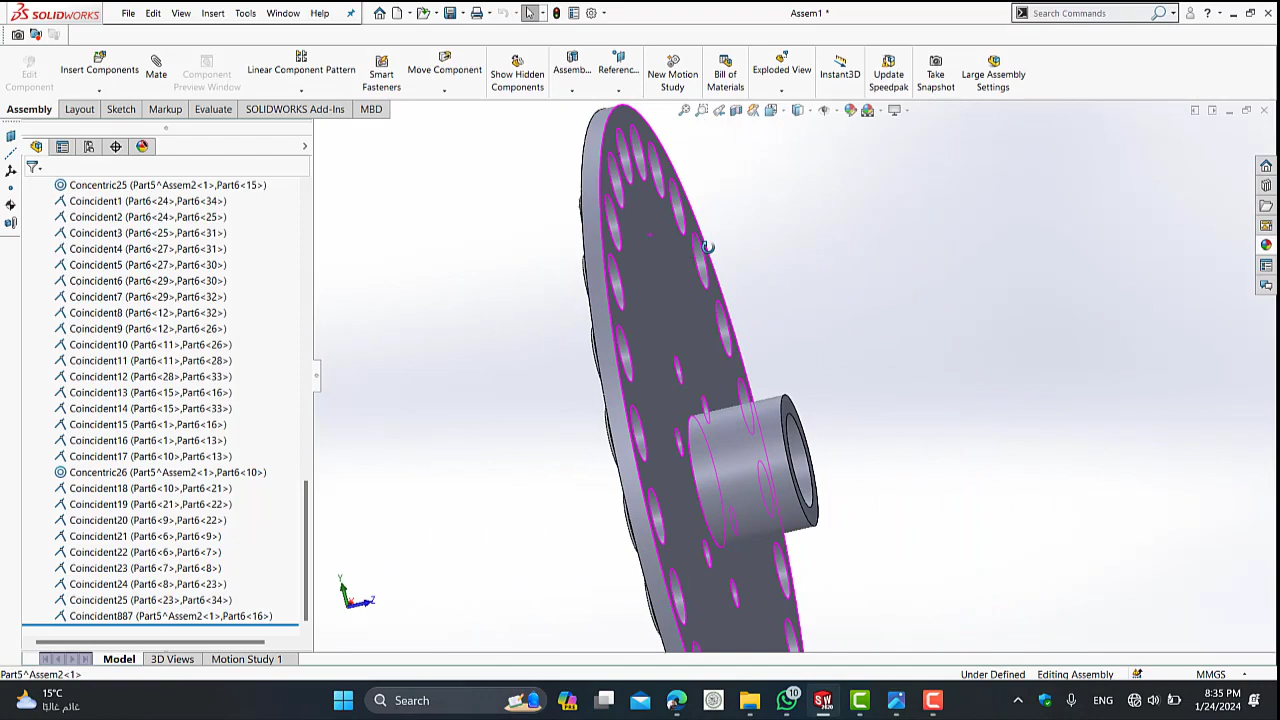 SOLIDWORKS File Edit View Insert Tools Window Help Assem1 * Search Commands
Edit Component
Insert Components
Mate
Component Preview Window
Linear Component Pattern
Smart Fasteners
Move Component
Show Hidden Components
Assemb...
Referenc...
New Motion Study
Bill of Materials
Exploded View
Instant3D
Update Speedpak
Take Snapshot
Large Assembly Settings
Assembly Layout Sketch Markup Evaluate SOLIDWORKS Add-Ins MBD
Concentric25 (Part5^Assem2<1>,Part6<15>)
Coincident1 (Part6<24>,Part6<34>)
Coincident2 (Part6<24>,Part6<25>)
Coincident3 (Part6<25>,Part6<31>)
Coincident4 (Part6<27>,Part6<31>)
Coincident5 (Part6<27>,Part6<30>)
Coincident6 (Part6<29>,Part6<30>)
Coincident7 (Part6<29>,Part6<32>)
Coincident8 (Part6<12>,Part6<32>)
Coincident9 (Part6<12>,Part6<26>)
Coincident10 (Part6<11>,Part6<26>)
Coincident11 (Part6<11>,Part6<28>)
Coincident12 (Part6<28>,Part6<33>)
Coincident13 (Part6<15>,Part6<16>)
Coincident14 (Part6<15>,Part6<33>)
Coincident15 (Part6<1>,Part6<16>)
Coincident16 (Part6<1>,Part6<13>)
Coincident17 (Part6<10>,Part6<13>)
Concentric26 (Part5^Assem2<1>,Part6<10>)
Coincident18 (Part6<10>,Part6<21>)
Coincident19 (Part6<21>,Part6<22>)
Coincident20 (Part6<9>,Part6<22>)
Coincident21 (Part6<6>,Part6<9>)
Coincident22 (Part6<6>,Part6<7>)
Coincident23 (Part6<7>,Part6<8>)
Coincident24 (Part6<8>,Part6<23>)
Coincident25 (Part6<23>,Part6<34>)
Coincident887 (Part5^Assem2<1>,Part6<16>)
Y
X
Z
Model 3D Views Motion Study 1
Part5^Assem2<1> Under Defined Editing Assembly MMGS
15°C
غائم غالبًا
Search
10
ENG
8:35 PM
1/24/2024